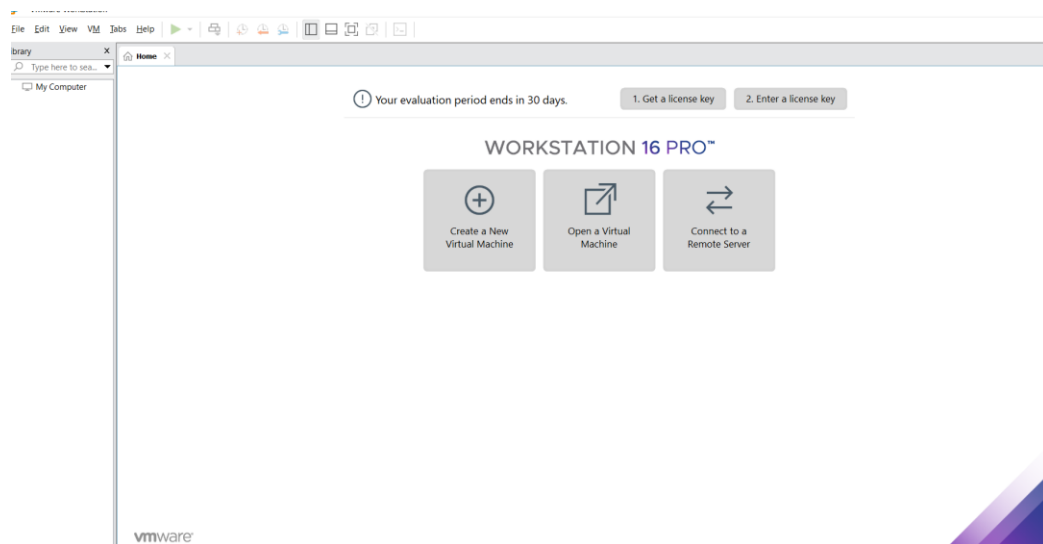 File Edit View VM Tabs Help
ibrary X
Home
Type here to sea...
My Computer
Your evaluation period ends in 30 days.
1. Get a license key
2. Enter a license key
WORKSTATION 16 PRO™
Create a New
Virtual Machine
Open a Virtual
Machine
Connect to a
Remote Server
vmware